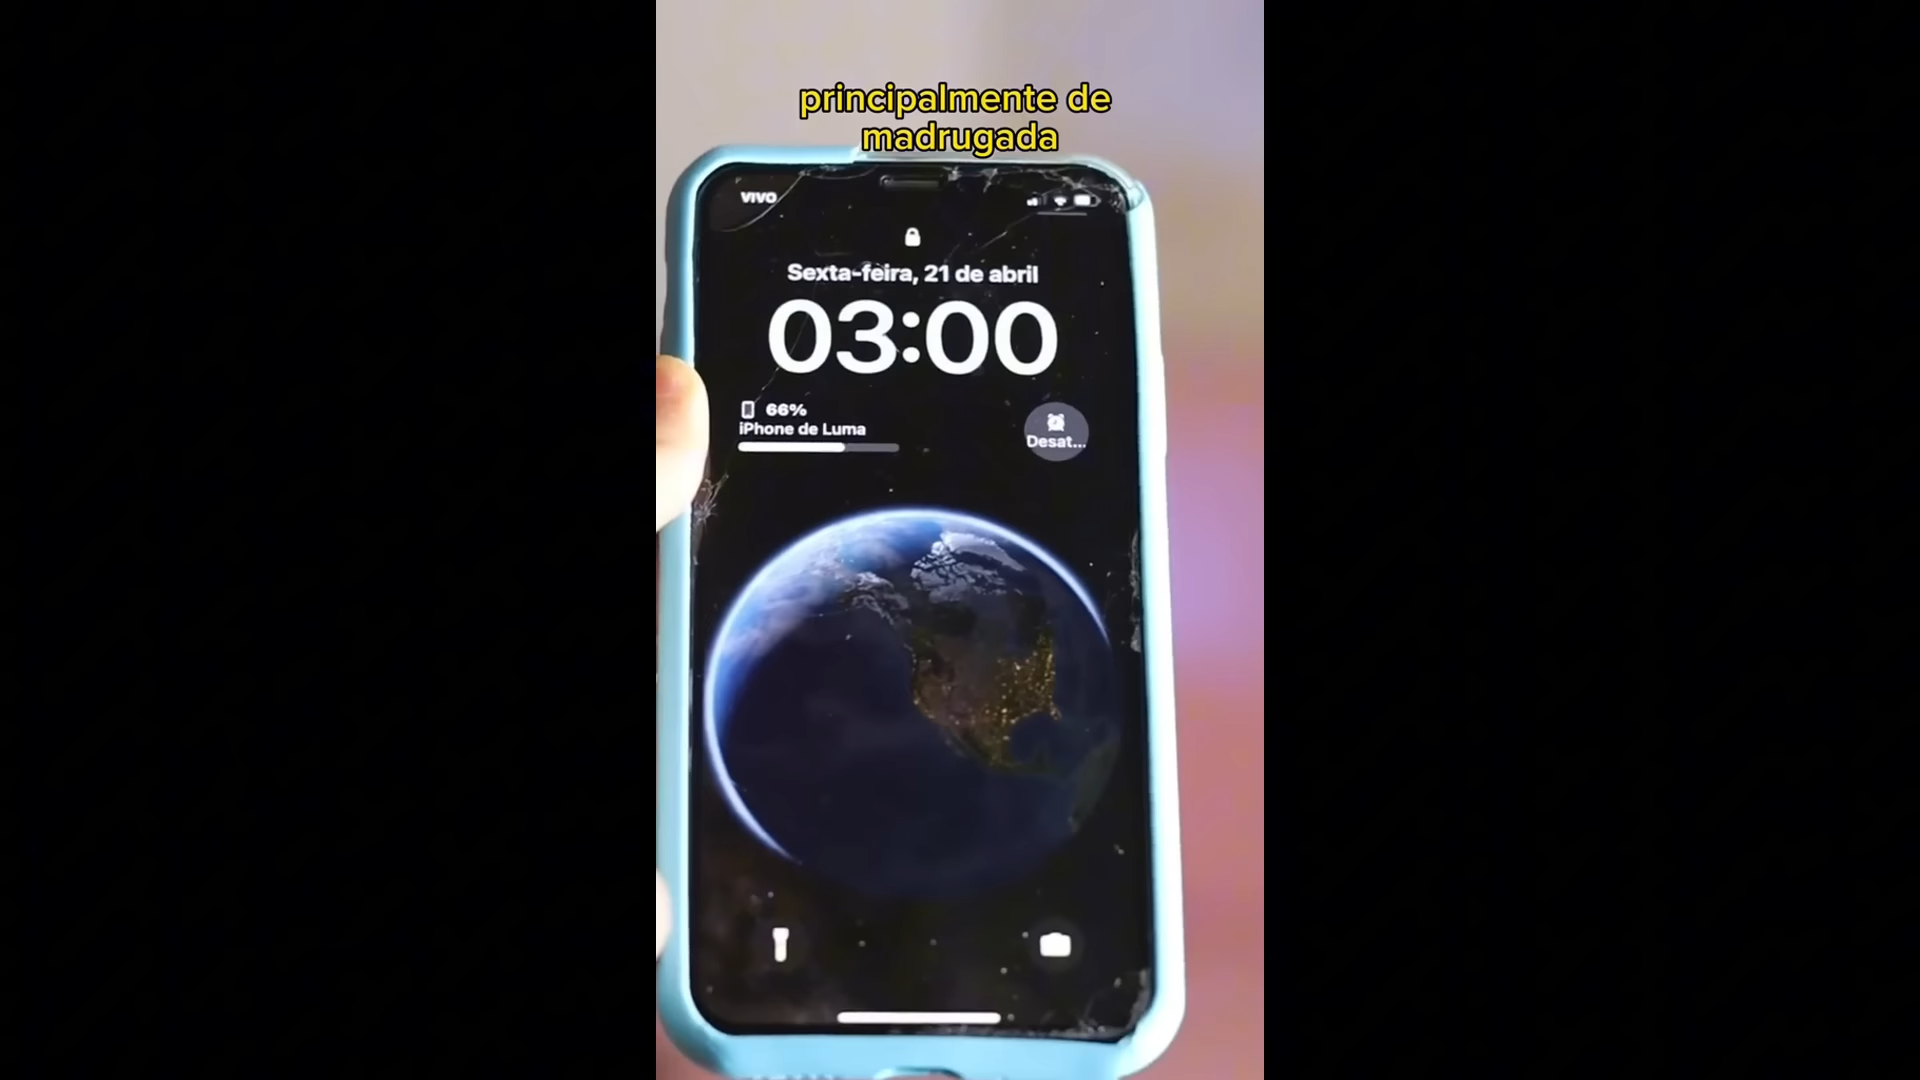 principalmente de
madrugada
VIVO
Sexta-feira, 21 de abril
03:00
66%
iPhone de Luma
Desat...